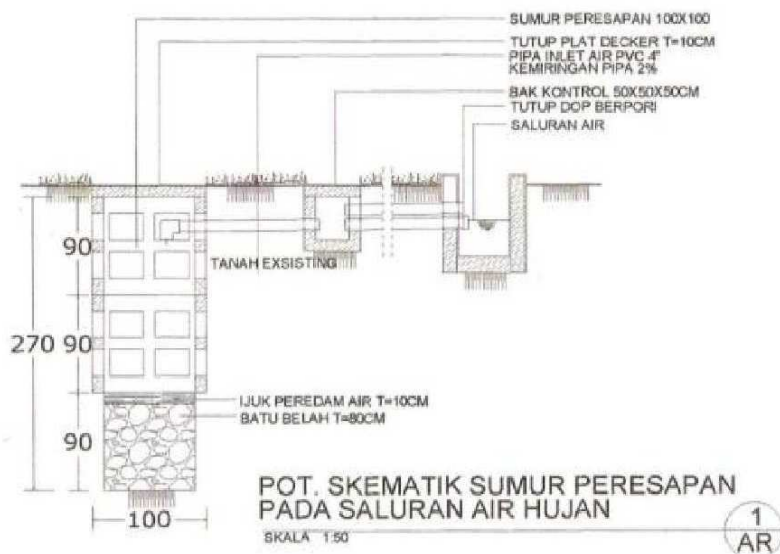 SUMUR PERESAPAN 100X100
TUTUP PLAT DECKER T=10CM
PIPA INLET AIR PVC 4"
KEMIRINGAN PIPA 2%
BAK KONTROL 50X50X50CM
TUTUP DOP BERPORI
SALURAN AIR
90
TANAH EXSISTING
270
90
IJUK PEREDAM AIR T=10CM
BATU BELAH T=80CM
90
100
POT. SKEMATIK SUMUR PERESAPAN
PADA SALURAN AIR HUJAN
SKALA 1:50
1
AR